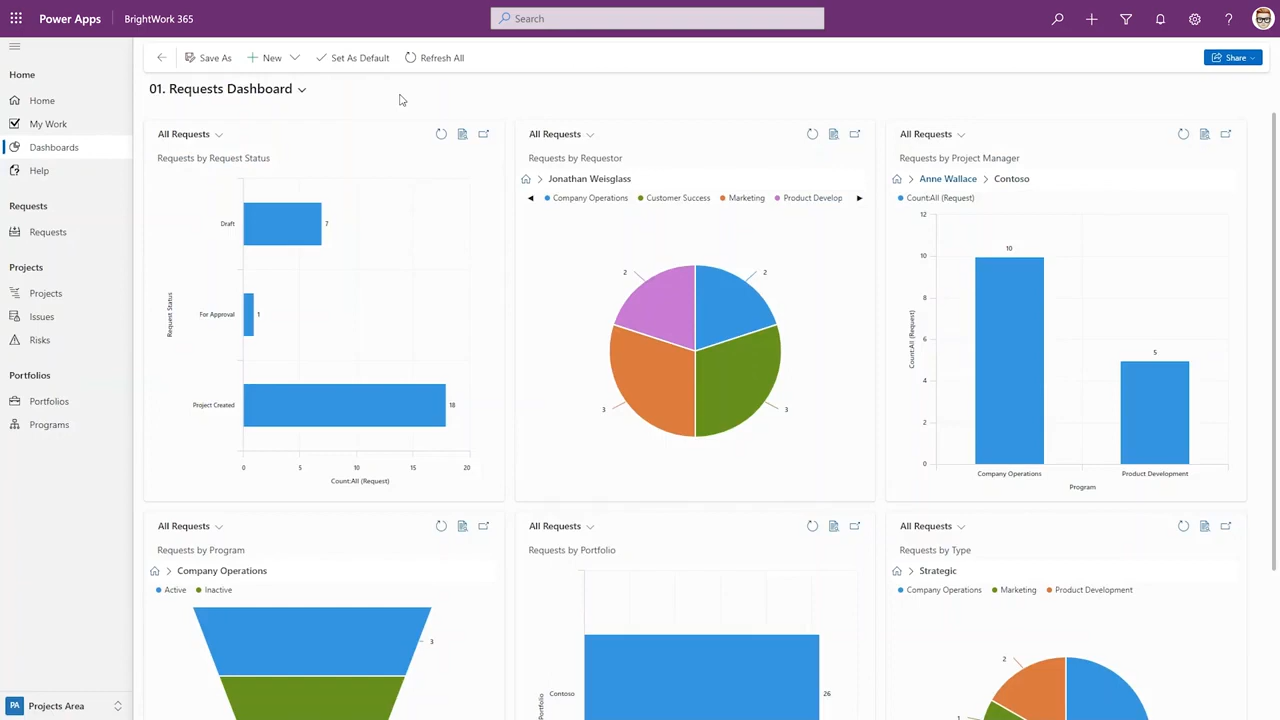 Power Apps
BrightWork 365
Search
Home
Home
My Work
Dashboards
Help
Requests
Requests
Projects
Projects
Issues
Risks
Portfolios
Portfolios
Programs
PA
Projects Area
Save As
New
Set As Default
Refresh All
Share
01. Requests Dashboard
All Requests
Requests by Request Status
Request Status
Draft
7
For Approval
1
Project Created
18
0 5 10 15 20
Count:All (Request)
All Requests
Requests by Requestor
Jonathan Weisglass
Company Operations Customer Success Marketing Product Develop
2 2
3 3
All Requests
Requests by Project Manager
Anne Wallace > Contoso
Count:All (Request)
Count:All (Request)
12
10
8
6
4
2
0
10
5
Company Operations Product Development
Program
All Requests
Requests by Program
Company Operations
Active Inactive
3
All Requests
Requests by Portfolio
Portfolio
Contoso
26
All Requests
Requests by Type
Strategic
Company Operations Marketing Product Development
2
1